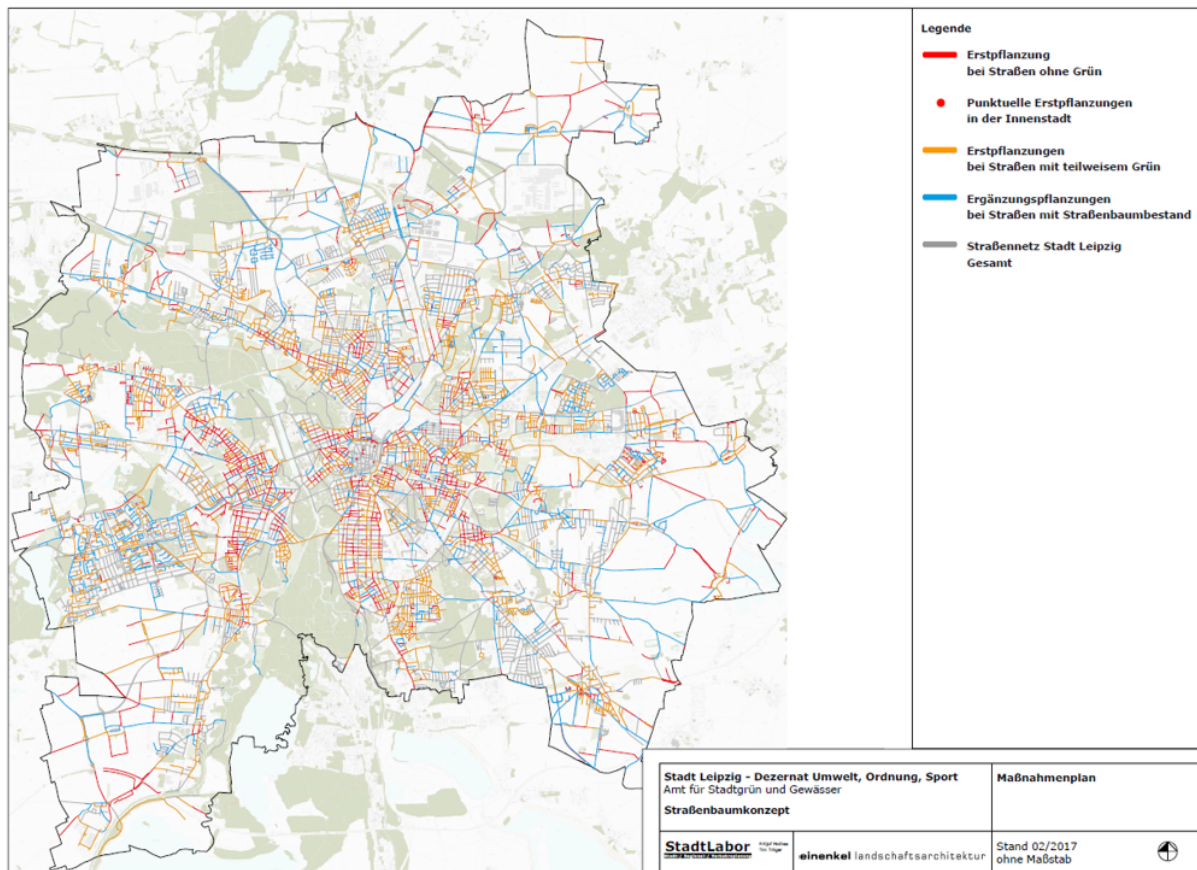 Legende
Erstpflanzung
bei Straßen ohne Grün
Punktuelle Erstpflanzungen
in der Innenstadt
Erstpflanzungen
bei Straßen mit teilweisem Grün
Ergänzungspflanzungen
bei Straßen mit Straßenbaumbestand
Straßennetz Stadt Leipzig
Gesamt
Stadt Leipzig - Dezernat Umwelt, Ordnung, Sport
Amt für Stadtgrün und Gewässer
Straßenbaumkonzept
Maßnahmenplan
StadtLabor
einenkel landschaftsarchitektur
Stand 02/2017
ohne Maßstab